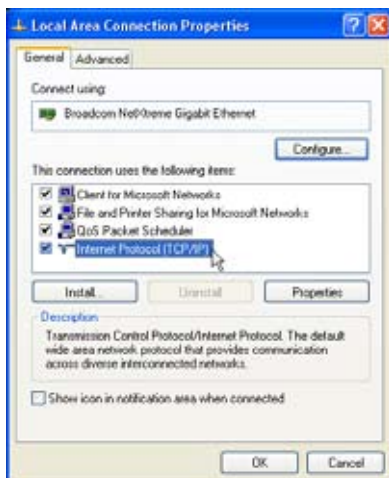 Local Area Connection Properties
General Advanced
Connect using:
Broadcom NetXtreme Gigabit Ethernet
Configure...
This connection uses the following items:
Client for Microsoft Networks
File and Printer Sharing for Microsoft Networks
QoS Packet Scheduler
Internet Protocol (TCP/IP)
Install... Uninstall Properties
Description
Transmission Control Protocol/Internet Protocol. The default
wide area network protocol that provides communication
across diverse interconnected networks.
Show icon in notification area when connected
OK Cancel